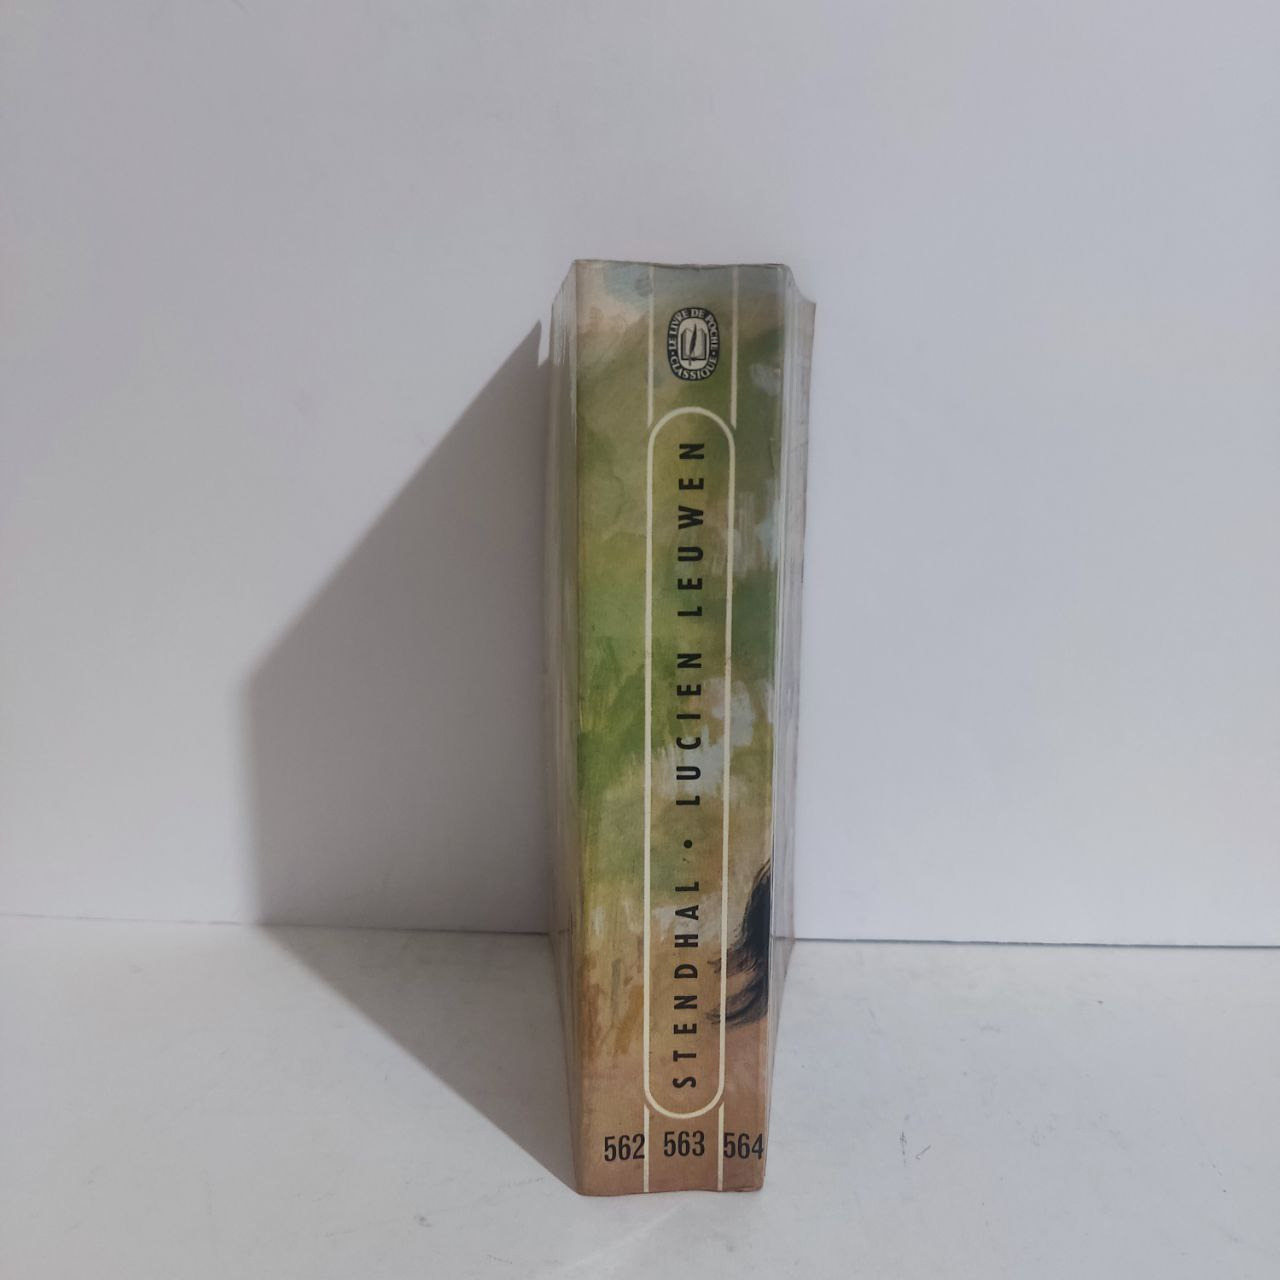 LE LIVRE DE POCHE
• CLASSIQUE •
STENDHAL • LUCIEN LEUWEN
562 563 564